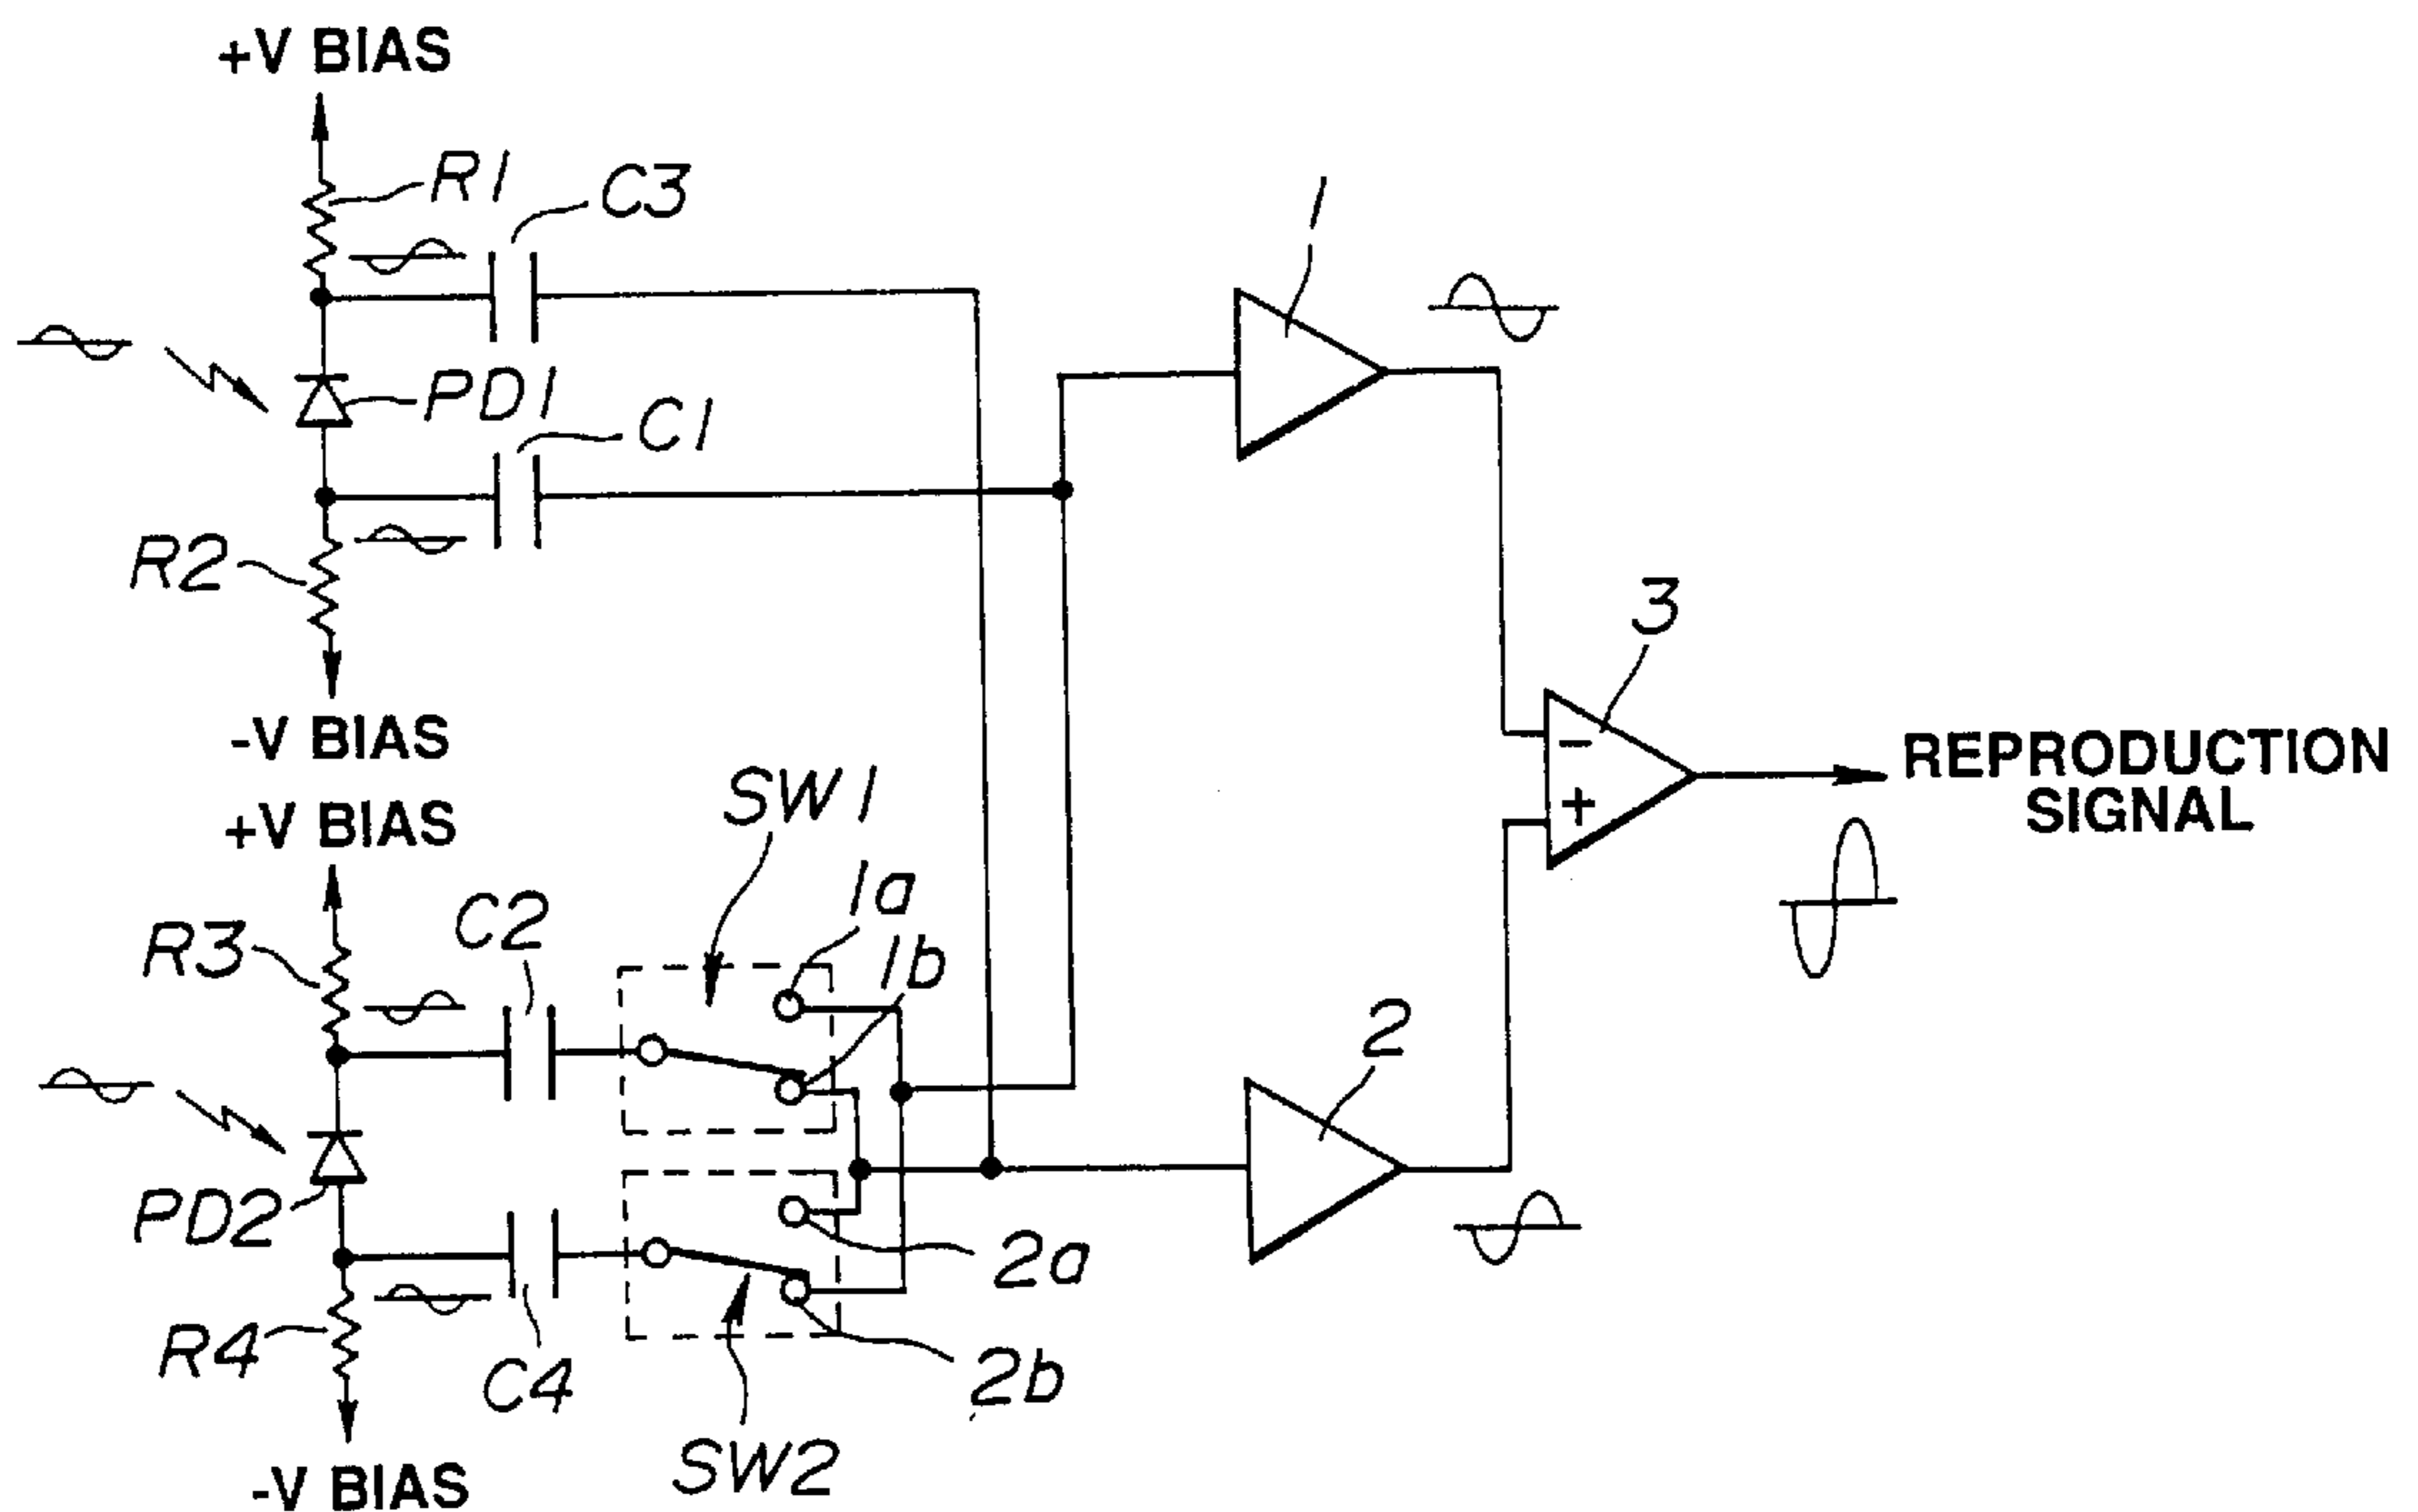 +V BIAS
R1
C3
1
PD1
C1
R2
3
-V BIAS
−
REPRODUCTION
SIGNAL
+
SW1
+V BIAS
1a
C2
R3
1b
2
PD2
2a
R4
C4
2b
SW2
-V BIAS